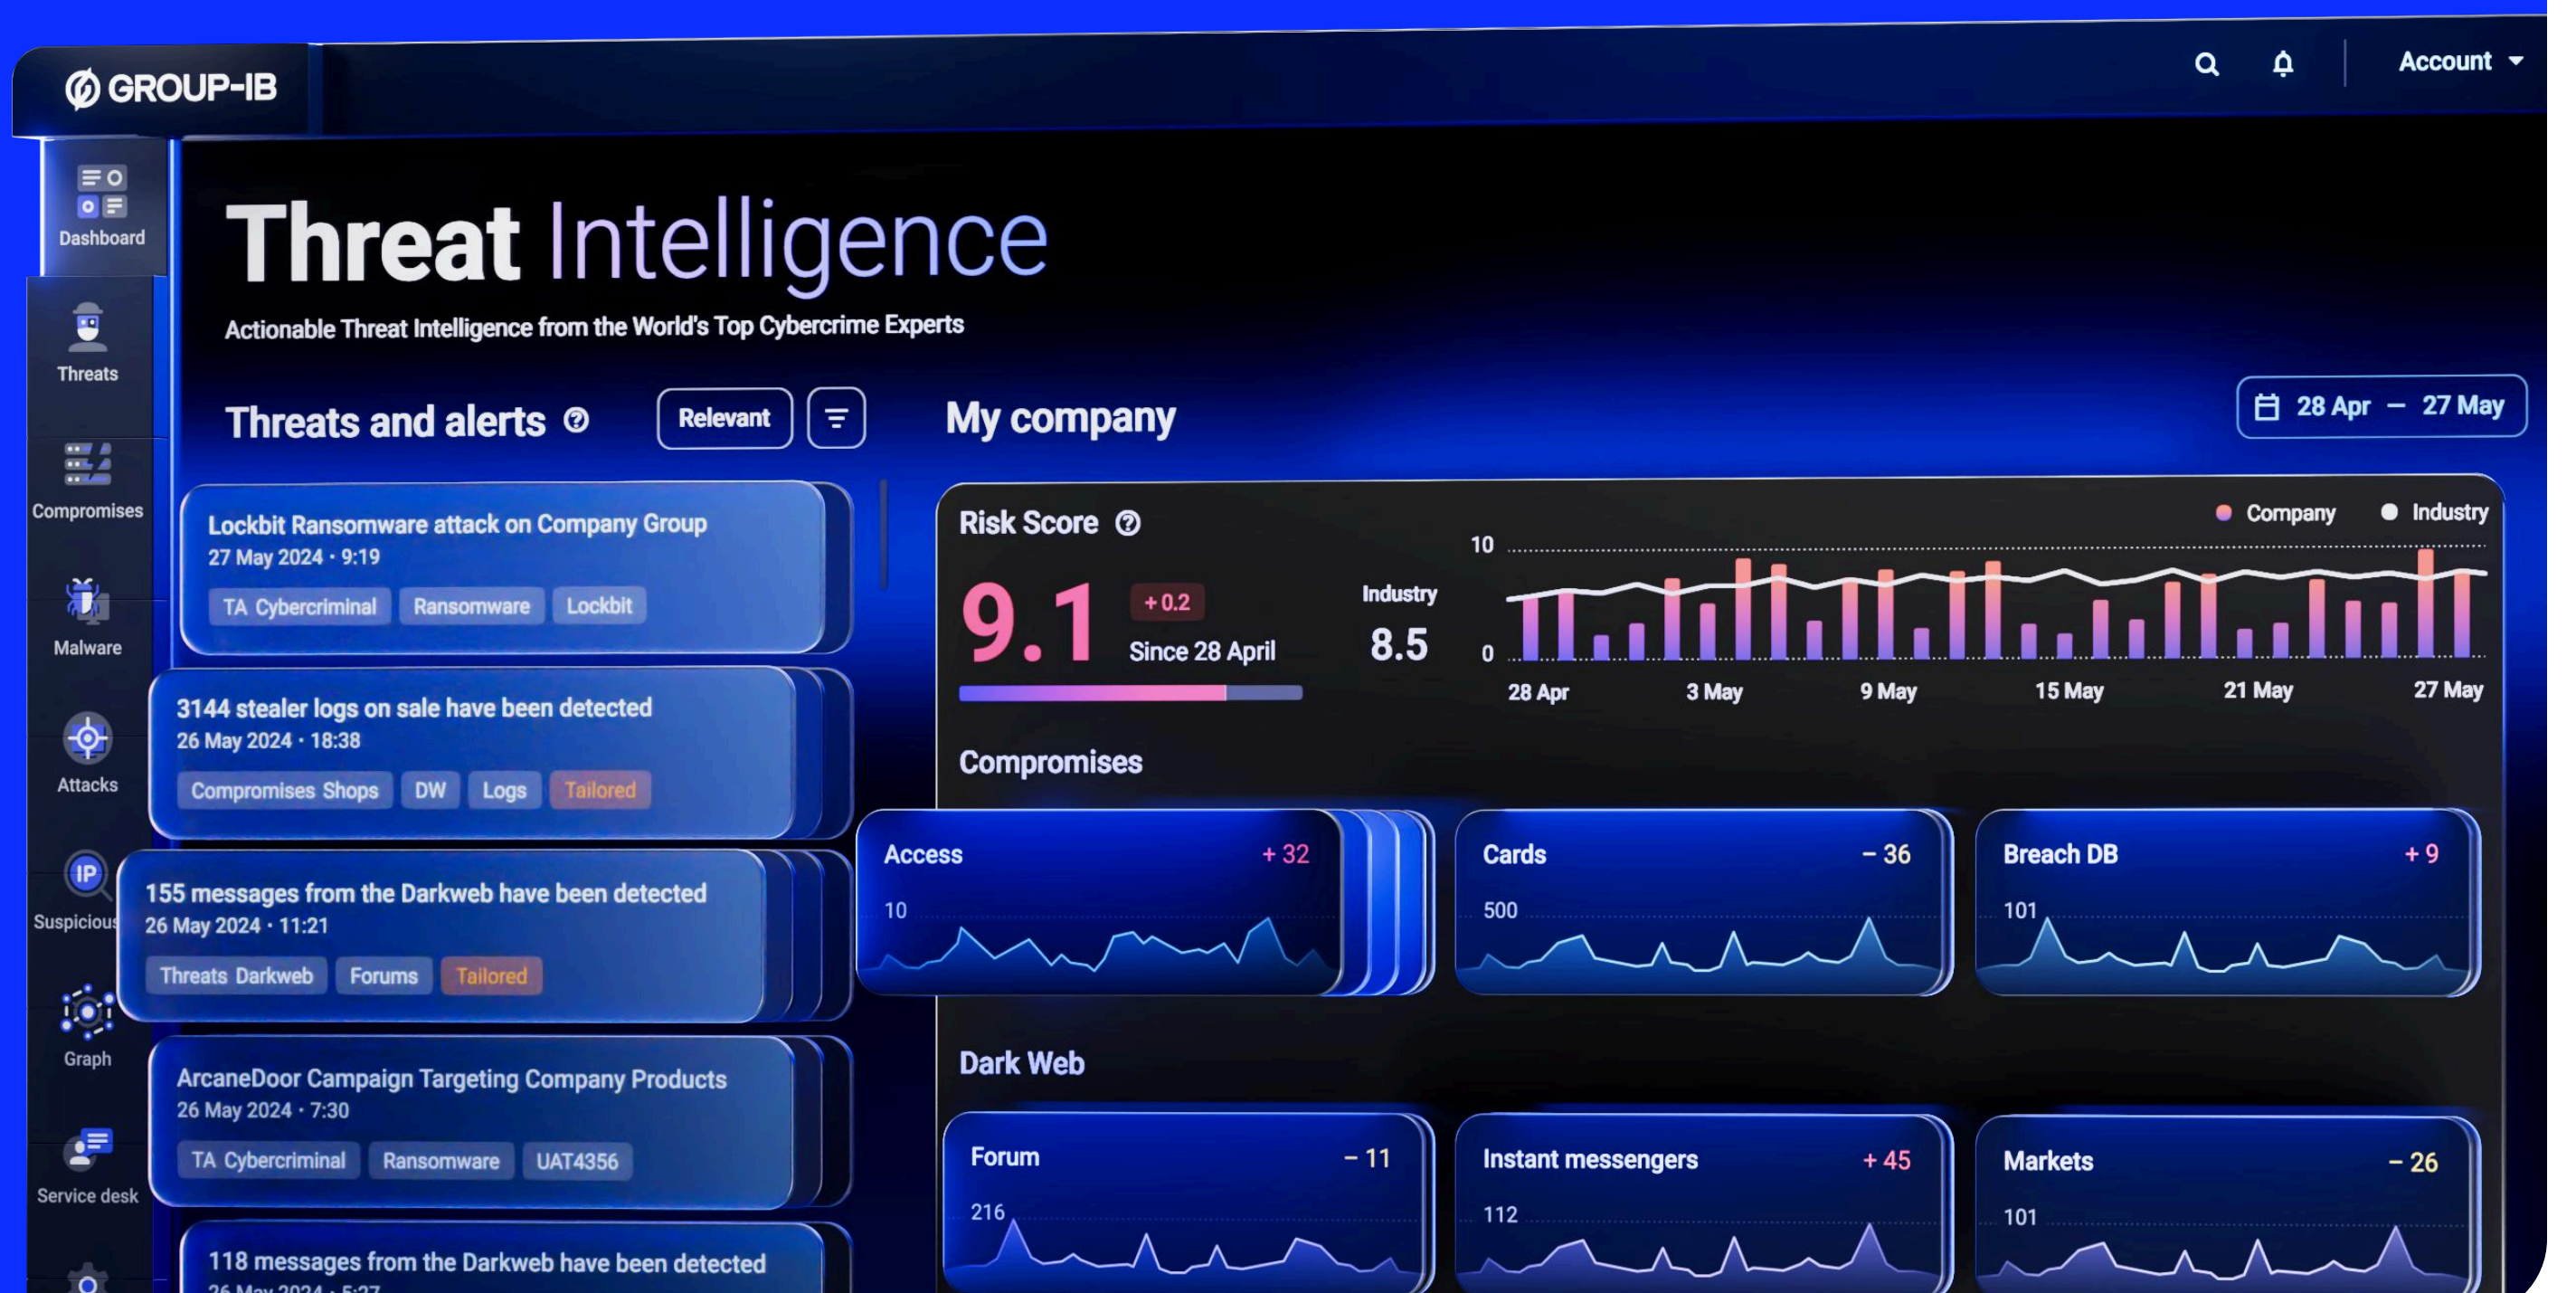 GROUP-IB
Account
Dashboard
Threats
Compromises
Malware
Attacks
IP
Suspicious
Graph
Service desk
Threat Intelligence
Actionable Threat Intelligence from the World's Top Cybercrime Experts
Threats and alerts ?
Relevant
Lockbit Ransomware attack on Company Group
27 May 2024 · 9:19
TA Cybercriminal Ransomware Lockbit
3144 stealer logs on sale have been detected
26 May 2024 · 18:38
Compromises Shops DW Logs Tailored
155 messages from the Darkweb have been detected
26 May 2024 · 11:21
Threats Darkweb Forums Tailored
ArcaneDoor Campaign Targeting Company Products
26 May 2024 · 7:30
TA Cybercriminal Ransomware UAT4356
118 messages from the Darkweb have been detected
26 May 2024 · 5:27
My company
28 Apr — 27 May
Risk Score ?
9.1
+ 0.2
Since 28 April
Industry
8.5
Company Industry
10
0
28 Apr 3 May 9 May 15 May 21 May 27 May
Compromises
Access + 32
10
Cards − 36
500
Breach DB + 9
101
Dark Web
Forum − 11
216
Instant messengers + 45
112
Markets − 26
101